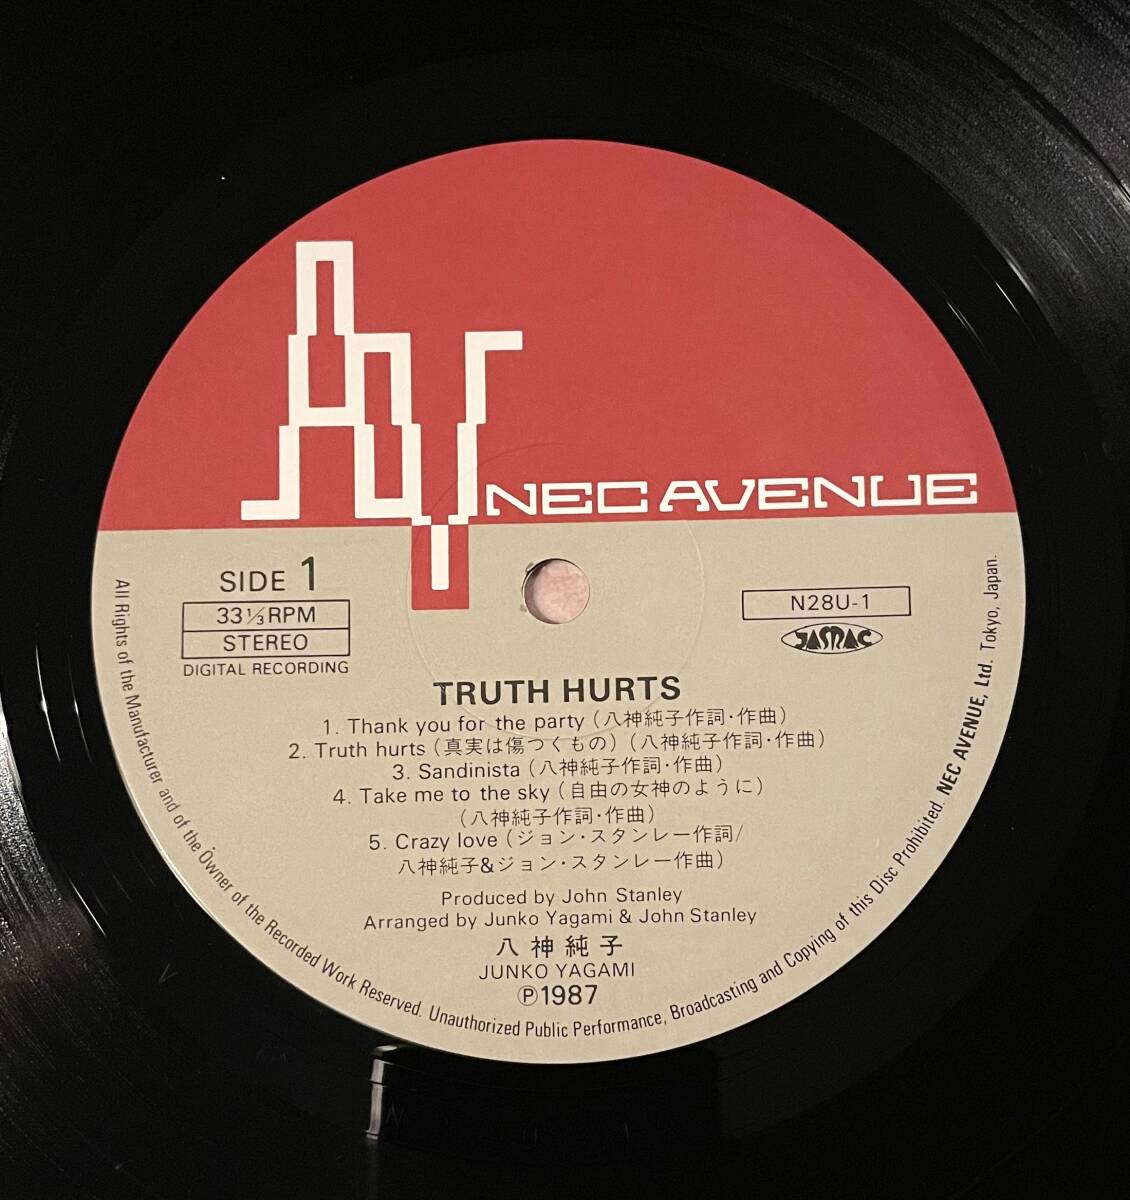 NEC AVENUE
SIDE 1
33 1/3 RPM
STEREO
DIGITAL RECORDING
N28U-1
JASRAC
TRUTH HURTS
1. Thank you for the party (八神純子作詞・作曲)
2. Truth hurts (真実は傷つくもの) (八神純子作詞・作曲)
3. Sandinista (八神純子作詞・作曲)
4. Take me to the sky (自由の女神のように)
(八神純子作詞・作曲)
5. Crazy love (ジョン・スタンレー作詞/
八神純子&ジョン・スタンレー作曲)
Produced by John Stanley
Arranged by Junko Yagami & John Stanley
八神純子
JUNKO YAGAMI
Ⓟ1987
All Rights of the Manufacturer and of the Owner of the Recorded Work Reserved. Unauthorized Public Performance, Broadcasting and Copying of this Disc Prohibited. NEC AVENUE, Ltd. Tokyo, Japan.